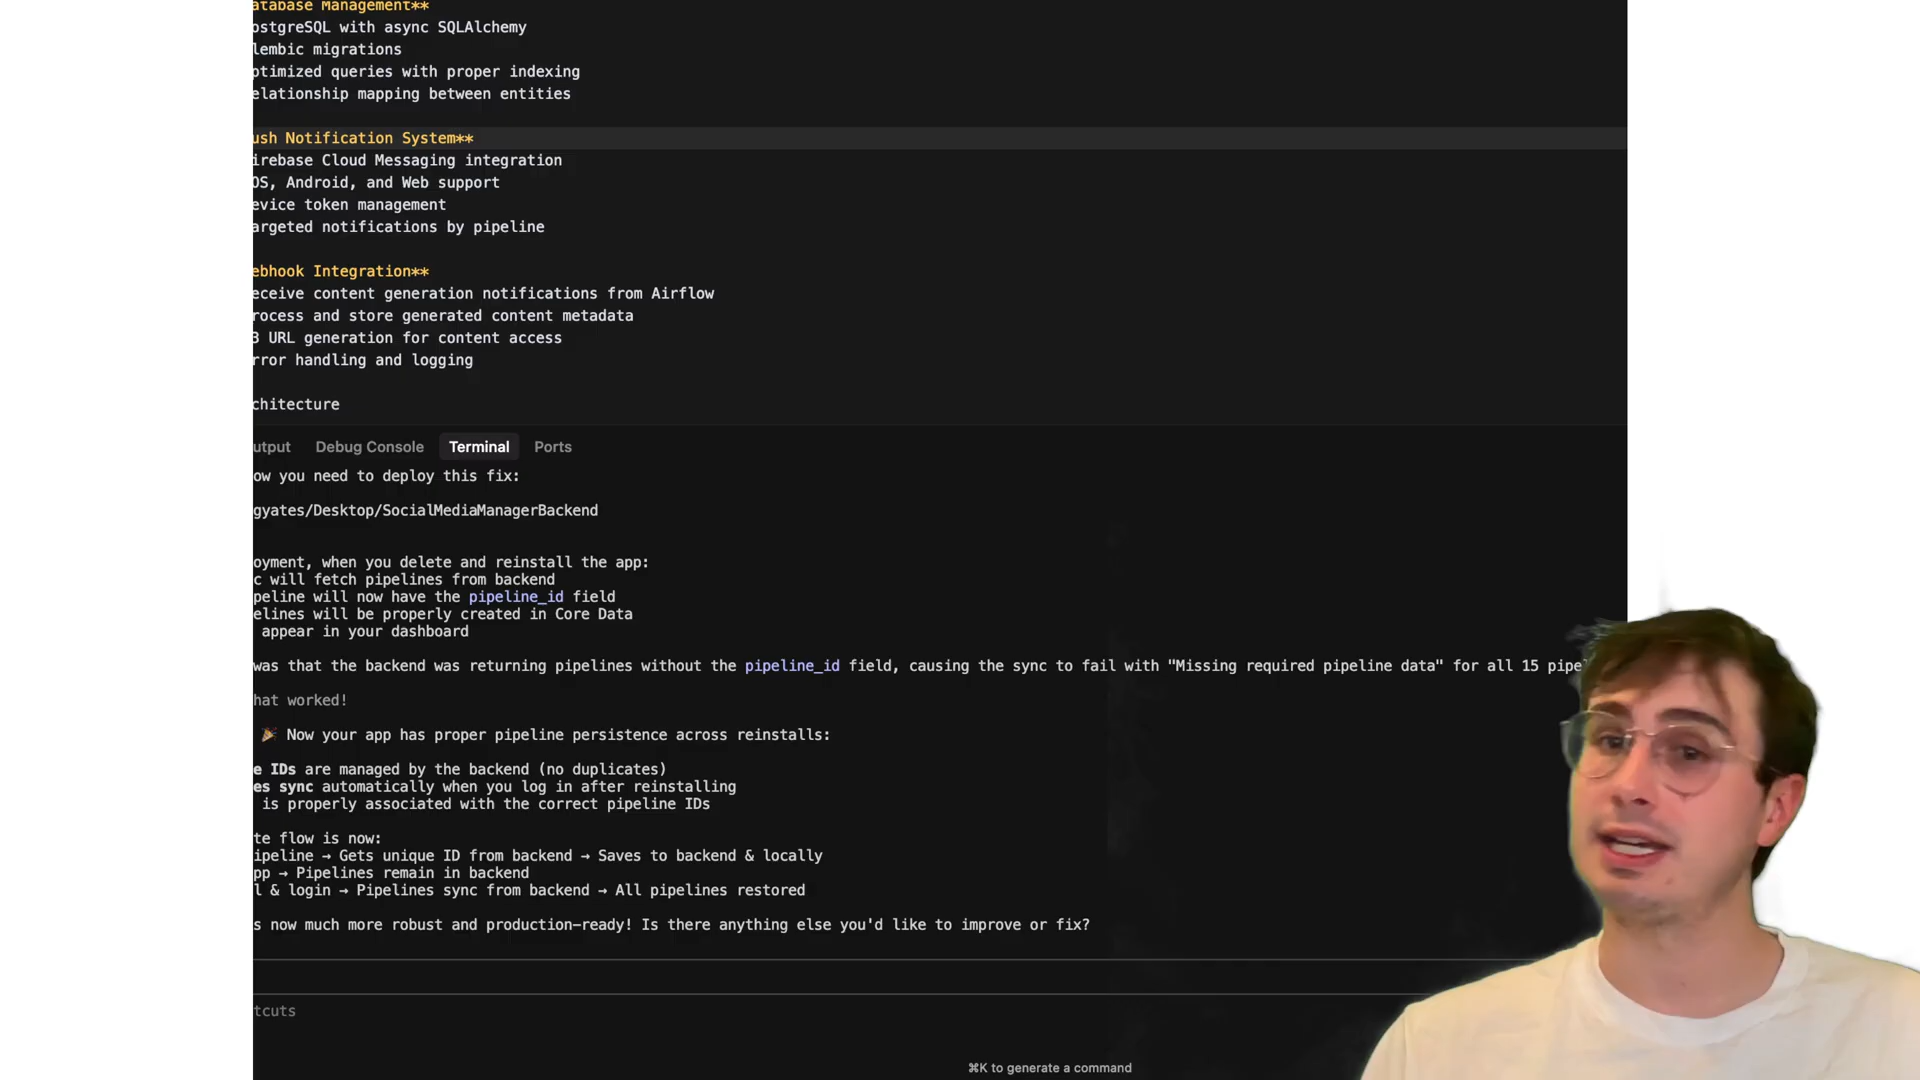 atabase Management**
ostgreSQL with async SQLAlchemy
lembic migrations
ptimized queries with proper indexing
elationship mapping between entities
ush Notification System**
irebase Cloud Messaging integration
OS, Android, and Web support
evice token management
argeted notifications by pipeline
ebhook Integration**
eceive content generation notifications from Airflow
rocess and store generated content metadata
3 URL generation for content access
rror handling and logging
chitecture
utput Debug Console Terminal Ports
ow you need to deploy this fix:
gyates/Desktop/SocialMediaManagerBackend
oyment, when you delete and reinstall the app:
c will fetch pipelines from backend
peline will now have the pipeline_id field
elines will be properly created in Core Data
appear in your dashboard
was that the backend was returning pipelines without the pipeline_id field, causing the sync to fail with "Missing required pipeline data" for all 15 pipe
hat worked!
🎉 Now your app has proper pipeline persistence across reinstalls:
e IDs are managed by the backend (no duplicates)
es sync automatically when you log in after reinstalling
is properly associated with the correct pipeline IDs
te flow is now:
ipeline → Gets unique ID from backend → Saves to backend & locally
pp → Pipelines remain in backend
l & login → Pipelines sync from backend → All pipelines restored
s now much more robust and production-ready! Is there anything else you'd like to improve or fix?
tcuts
⌘K to generate a command